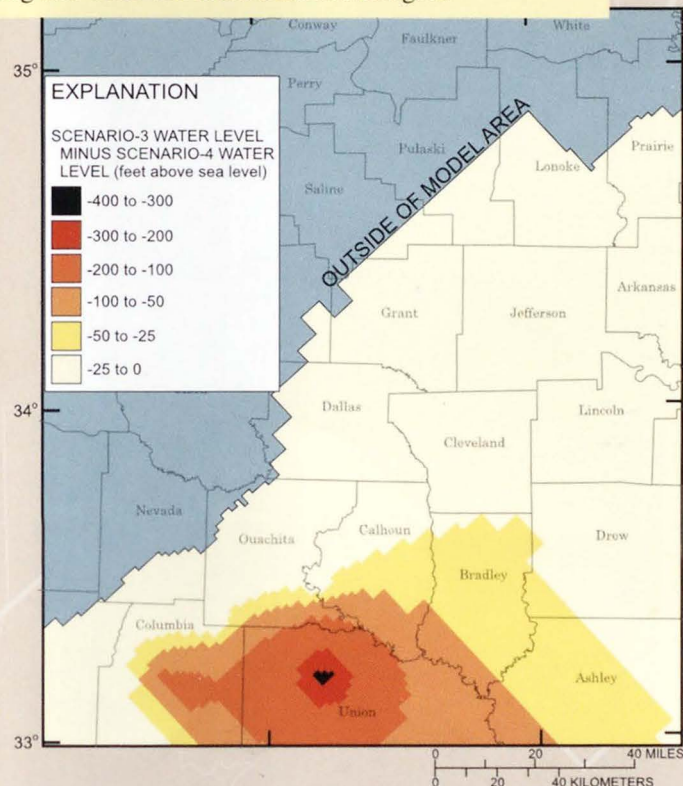 Conway
Faulkner
White
35°
Perry
EXPLANATION
SCENARIO-3 WATER LEVEL
MINUS SCENARIO-4 WATER
LEVEL (feet above sea level)
-400 to -300
-300 to -200
-200 to -100
-100 to -50
-50 to -25
-25 to 0
Pulaski
Saline
OUTSIDE OF MODEL AREA
Lonoke
Prairie
Arkansas
Grant
Jefferson
34°
Dallas
Lincoln
Cleveland
Nevada
Ouachita
Calhoun
Drew
Bradley
Columbia
Ashley
Union
33°
0 20 40 MILES
0 20 40 KILOMETERS